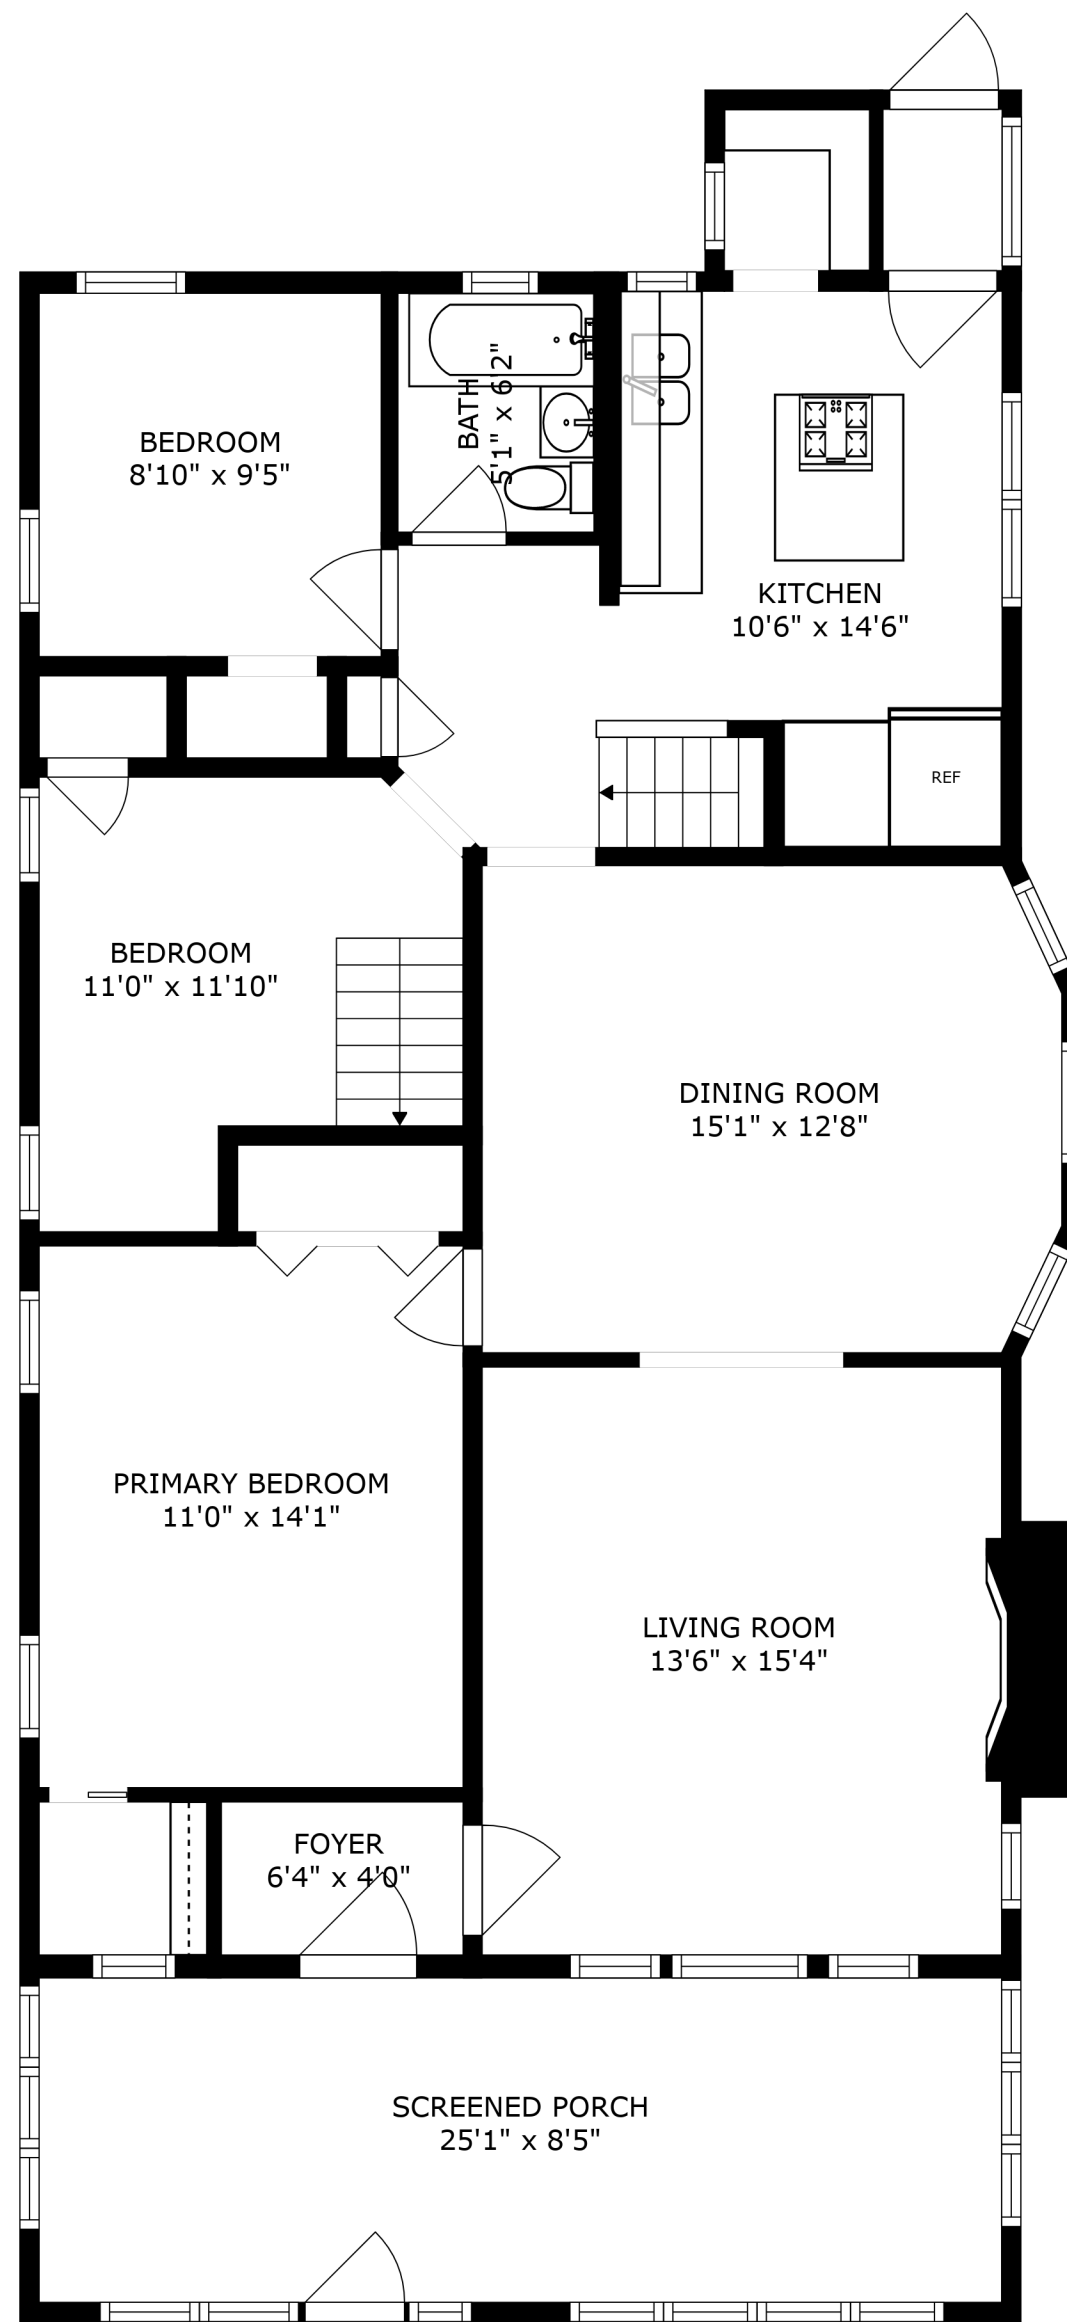 BEDROOM
8'10" x 9'5"
BATH
5'1" x 6'2"
KITCHEN
10'6" x 14'6"
REF
BEDROOM
11'0" x 11'10"
DINING ROOM
15'1" x 12'8"
PRIMARY BEDROOM
11'0" x 14'1"
LIVING ROOM
13'6" x 15'4"
FOYER
6'4" x 4'0"
SCREENED PORCH
25'1" x 8'5"